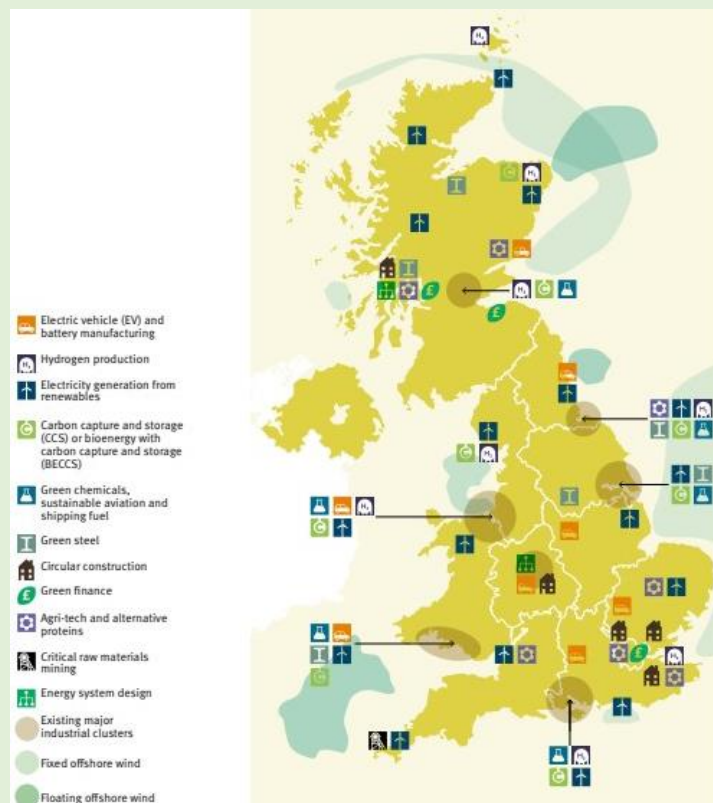 Electric vehicle (EV) and
battery manufacturing
Hydrogen production
Electricity generation from
renewables
Carbon capture and storage
(CCS) or bioenergy with
carbon capture and storage
(BECCS)
Green chemicals,
sustainable aviation and
shipping fuel
Green steel
Circular construction
Green finance
Agri-tech and alternative
proteins
Critical raw materials
mining
Energy system design
Existing major
industrial clusters
Fixed offshore wind
Floating offshore wind